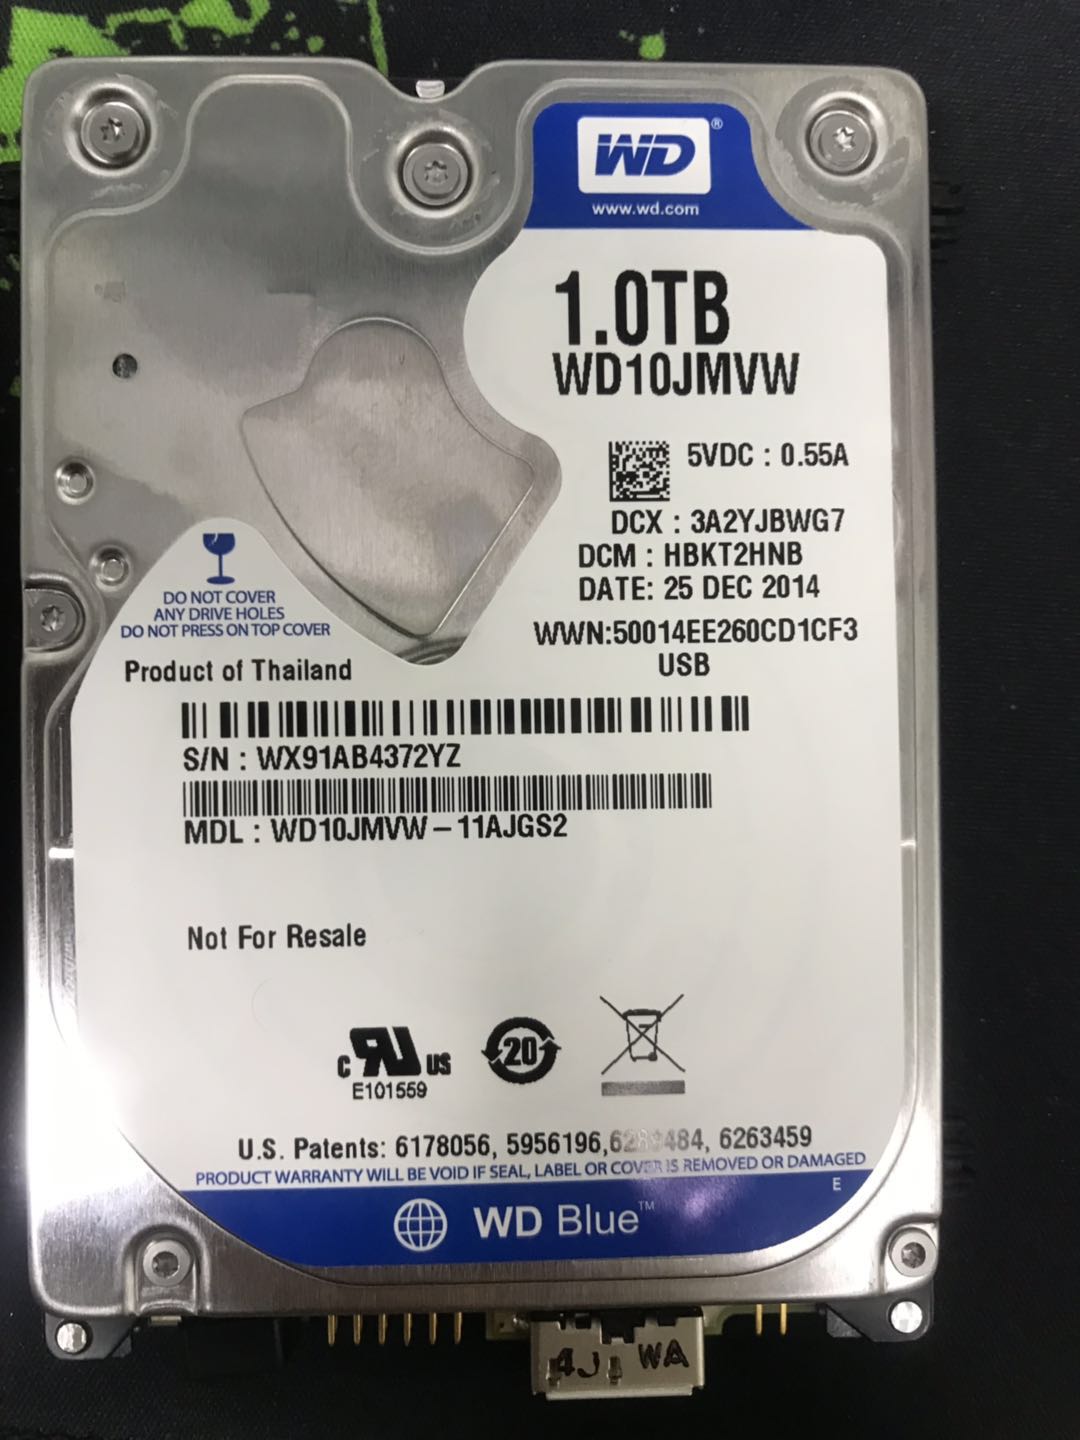 WD®
www.wd.com
1.0TB
WD10JMVW
5VDC : 0.55A
DCX : 3A2YJBWG7
DCM : HBKT2HNB
DATE: 25 DEC 2014
WWN:50014EE260CD1CF3
USB
DO NOT COVER
ANY DRIVE HOLES
DO NOT PRESS ON TOP COVER
Product of Thailand
S/N : WX91AB4372YZ
MDL : WD10JMVW-11AJGS2
Not For Resale
c RU US
E101559
20
U.S. Patents: 6178056, 5956196, 6263459
PRODUCT WARRANTY WILL BE VOID IF SEAL, LABEL OR COVER IS REMOVED OR DAMAGED
E
WD Blue™
4J WA